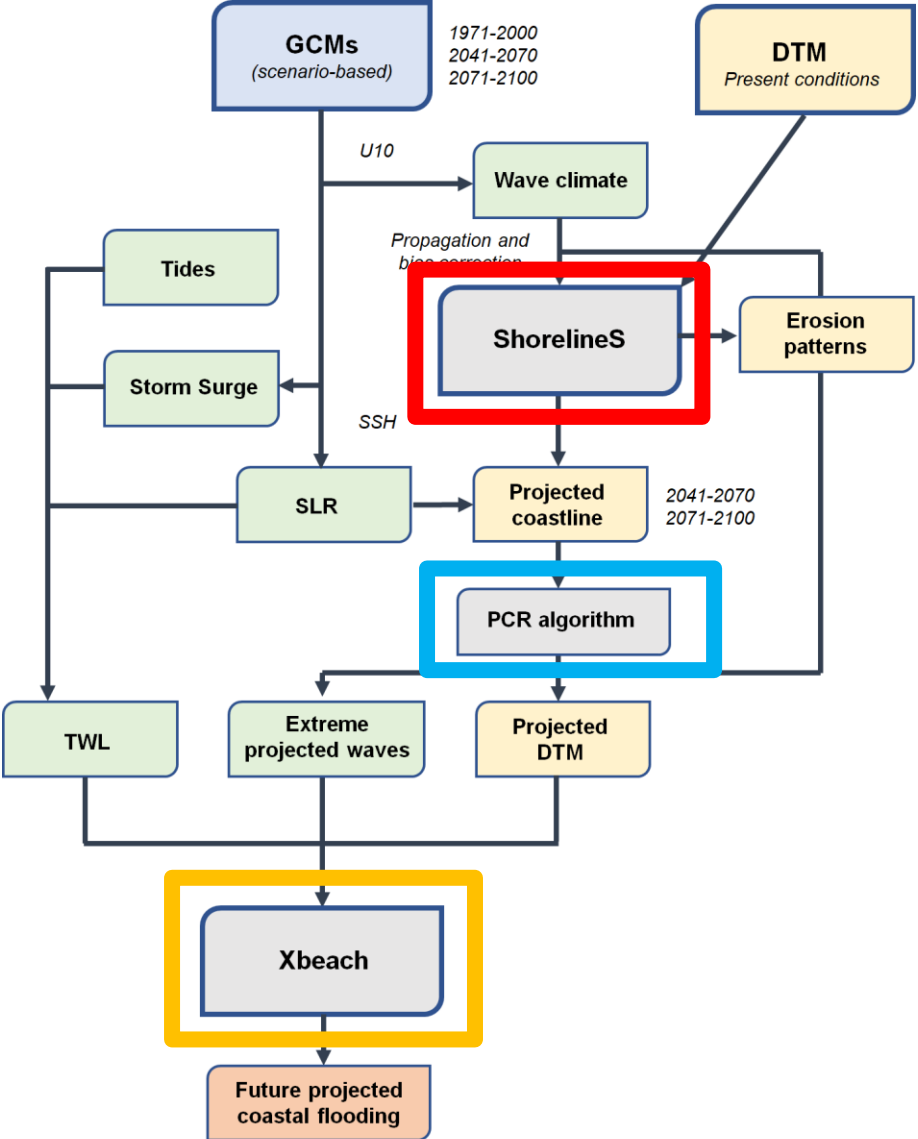 GCMs
(scenario-based)
1971-2000
2041-2070
2071-2100
DTM
Present conditions
U10
Wave climate
Propagation and
bias correction
Tides
ShorelineS
Erosion
patterns
Storm Surge
SSH
SLR
Projected
coastline
2041-2070
2071-2100
PCR algorithm
TWL
Extreme
projected waves
Projected
DTM
Xbeach
Future projected
coastal flooding